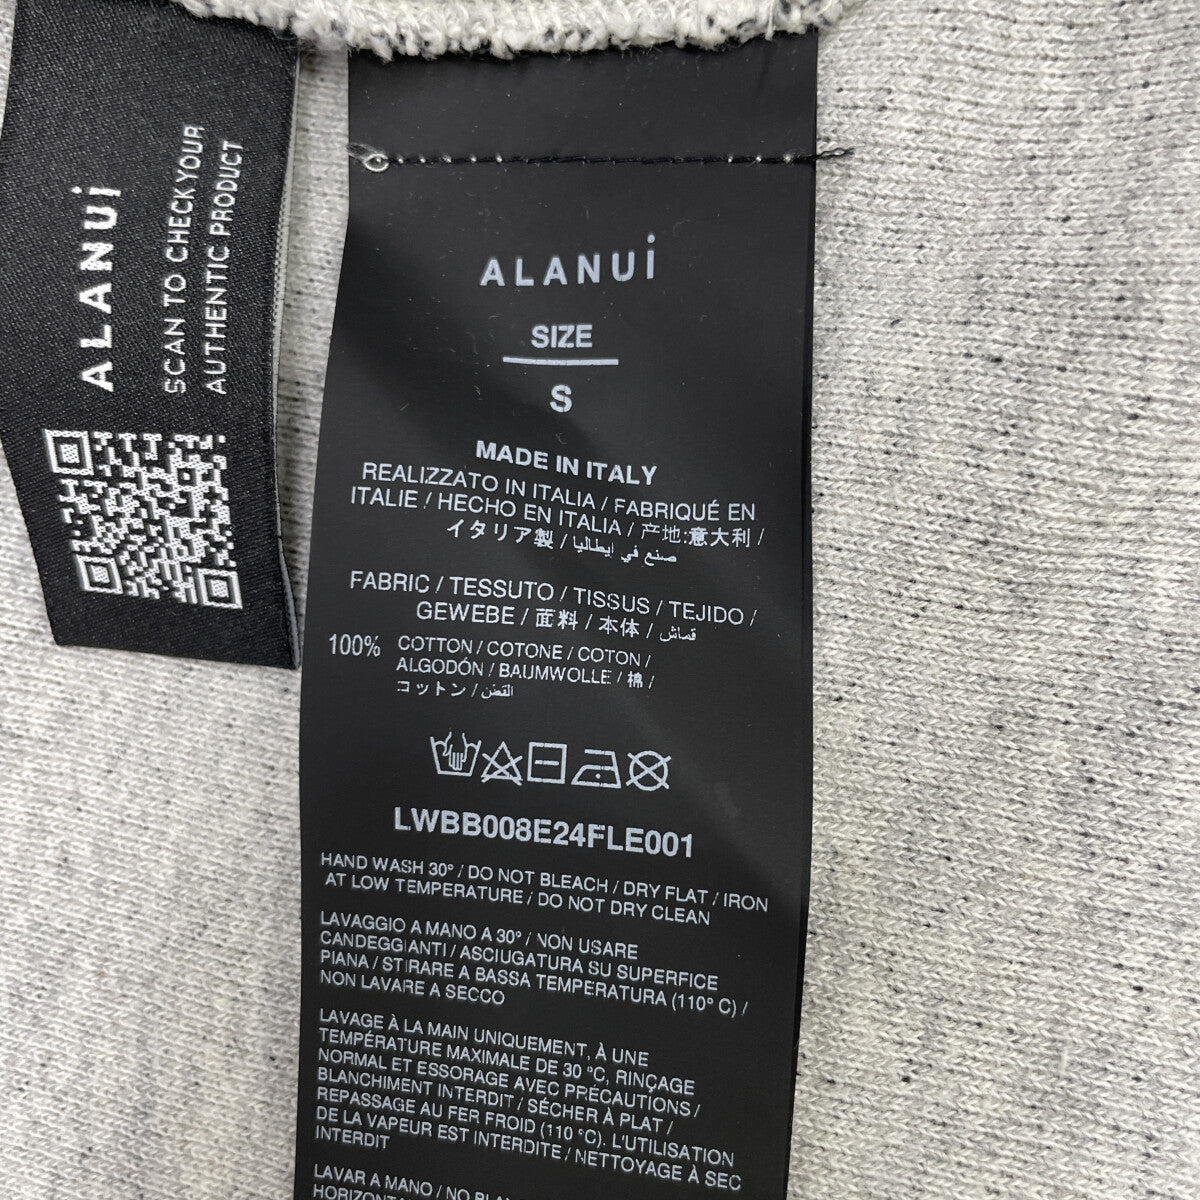 ALANUi
SCAN TO CHECK YOUR
AUTHENTIC PRODUCT
ALANUi
SIZE
S
MADE IN ITALY
REALIZZATO IN ITALIA / FABRIQUÉ EN
ITALIE / HECHO EN ITALIA / 产地:意大利 /
イタリア製 / صنع في إيطاليا
FABRIC / TESSUTO / TISSUS / TEJIDO /
GEWEBE / 面料 / 本体 / قماش
100% COTTON / COTONE / COTON /
ALGODÓN / BAUMWOLLE / 棉 /
コットン / القض
LWBB008E24FLE001
HAND WASH 30° / DO NOT BLEACH / DRY FLAT / IRON
AT LOW TEMPERATURE / DO NOT DRY CLEAN
LAVAGGIO A MANO A 30° / NON USARE
CANDEGGIANTI / ASCIUGATURA SU SUPERFICE
PIANA / STIRARE A BASSA TEMPERATURA (110° C) /
NON LAVARE A SECCO
LAVAGE À LA MAIN UNIQUEMENT, À UNE
TEMPÉRATURE MAXIMALE DE 30 °C, RINÇAGE
NORMAL ET ESSORAGE AVEC PRÉCAUTIONS /
BLANCHIMENT INTERDIT / SÉCHER À PLAT /
REPASSAGE AU FER FROID (110 °C). L'UTILISATION
DE LA VAPEUR EST INTERDITE / NETTOYAGE À SEC
INTERDIT
LAVAR A MANO / NO